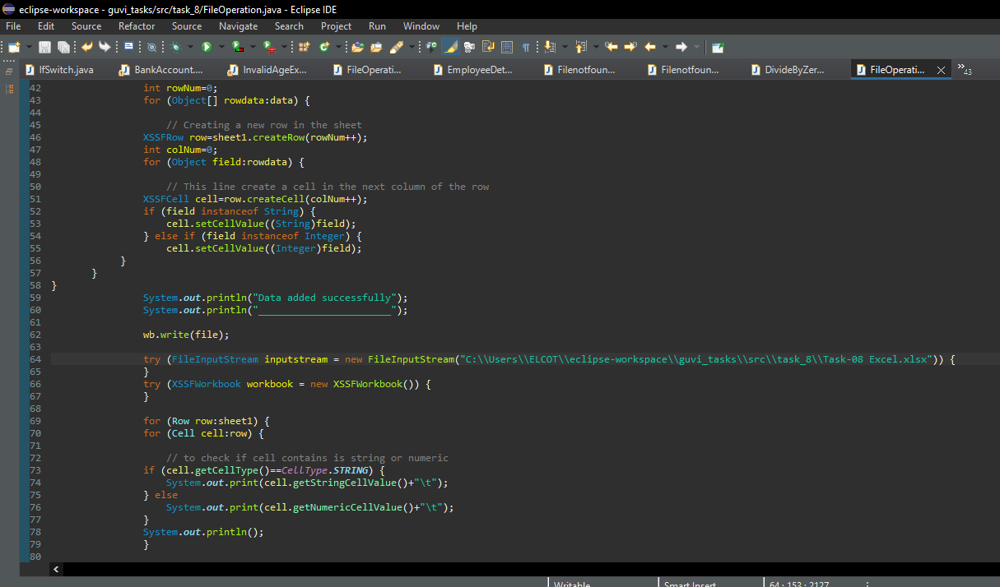 eclipse-workspace - guvi_tasks/src/task_8/FileOperation.java - Eclipse IDE
File Edit Source Refactor Source Navigate Search Project Run Window Help
IfSwitch.java BankAccount.... InvalidAgeEx... FileOperati... EmployeeDet... Filenotfoun... Filenotfoun... DivideByZer... FileOperati... »43
42 int rowNum=0;
43 for (Object[] rowdata:data) {
44
45 // Creating a new row in the sheet
46 XSSFRow row=sheet1.createRow(rowNum++);
47 int colNum=0;
48 for (Object field:rowdata) {
49
50 // This line create a cell in the next column of the row
51 XSSFCell cell=row.createCell(colNum++);
52 if (field instanceof String) {
53 cell.setCellValue((String)field);
54 } else if (field instanceof Integer) {
55 cell.setCellValue((Integer)field);
56 }
57 }
58 }
59 System.out.println("Data added successfully");
60 System.out.println("_______________________");
61
62 wb.write(file);
63
64 try (FileInputStream inputstream = new FileInputStream("C:\\Users\\ELCOT\\eclipse-workspace\\guvi_tasks\\src\\task_8\\Task-08 Excel.xlsx")) {
65 }
66 try (XSSFWorkbook workbook = new XSSFWorkbook()) {
67 }
68
69 for (Row row:sheet1) {
70 for (Cell cell:row) {
71
72 // to check if cell contains is string or numeric
73 if (cell.getCellType()==CellType.STRING) {
74 System.out.print(cell.getStringCellValue()+"\t");
75 } else
76 System.out.print(cell.getNumericCellValue()+"\t");
77 }
78 System.out.println();
79 }
80
Writable Smart Insert 64 : 153 : 2127